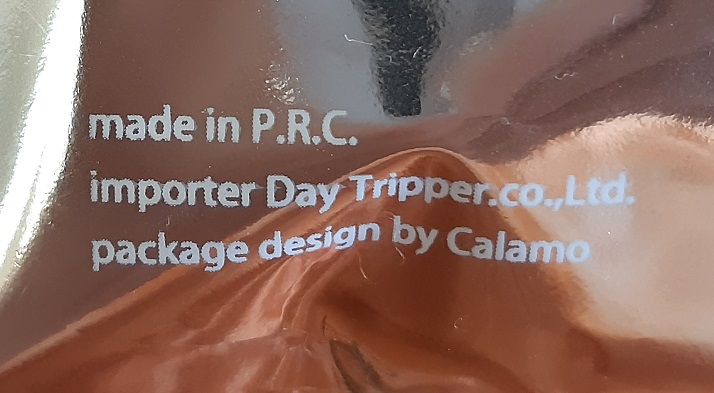 made in P.R.C.
importer Day Tripper.co.,Ltd.
package design by Calamo